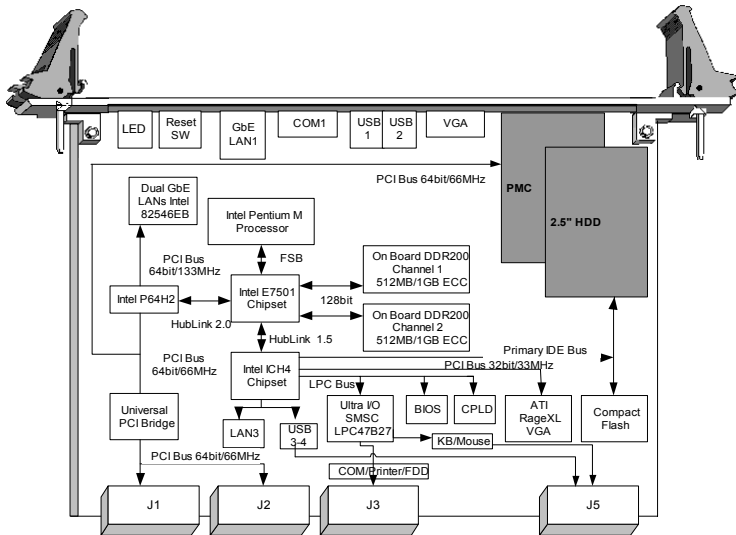 LED
Reset
SW
GbE
LAN1
COM1
USB
1
USB
2
VGA
PCI Bus 64bit/66MHz
PMC
2.5" HDD
Dual GbE
LANs Intel
82546EB
Intel Pentium M
Processor
PCI Bus
64bit/133MHz
FSB
On Board DDR200
Channel 1
512MB/1GB ECC
Intel P64H2
Intel E7501
Chipset
128bit
On Board DDR200
Channel 2
512MB/1GB ECC
HubLink 2.0
HubLink 1.5
PCI Bus
64bit/66MHz
Primary IDE Bus
PCI Bus 32bit/33MHz
Intel ICH4
Chipset
LPC Bus
Universal
PCI Bridge
LAN3
USB
3-4
Ultra I/O
SMSC
LPC47B27
BIOS
CPLD
ATI
RageXL
VGA
Compact
Flash
KB/Mouse
PCI Bus 64bit/66MHz
COM/Printer/FDD
J1
J2
J3
J5